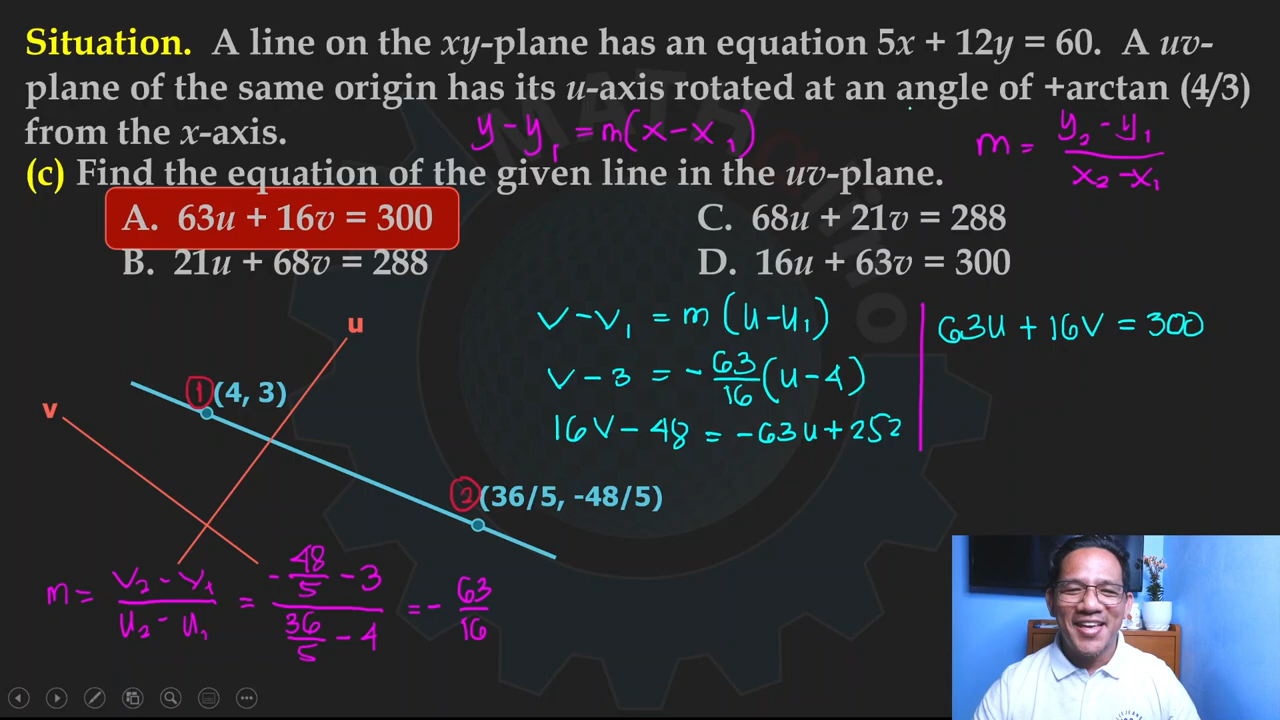 Situation. A line on the xy-plane has an equation 5x + 12y = 60. A uv-
plane of the same origin has its u-axis rotated at an angle of +arctan (4/3)
from the x-axis.
y - y₁ = m(x - x₁)
m = (y₂ - y₁)/(x₂ - x₁)
(c) Find the equation of the given line in the uv-plane.
A. 63u + 16v = 300
C. 68u + 21v = 288
B. 21u + 68v = 288
D. 16u + 63v = 300
v - v₁ = m(u - u₁)
v - 3 = -63/16(u - 4)
16v - 48 = -63u + 252
63u + 16v = 300
u
v
1 (4, 3)
2 (36/5, -48/5)
m = (v₂ - v₁)/(u₂ - u₁) = (-48/5 - 3)/(36/5 - 4) = -63/16